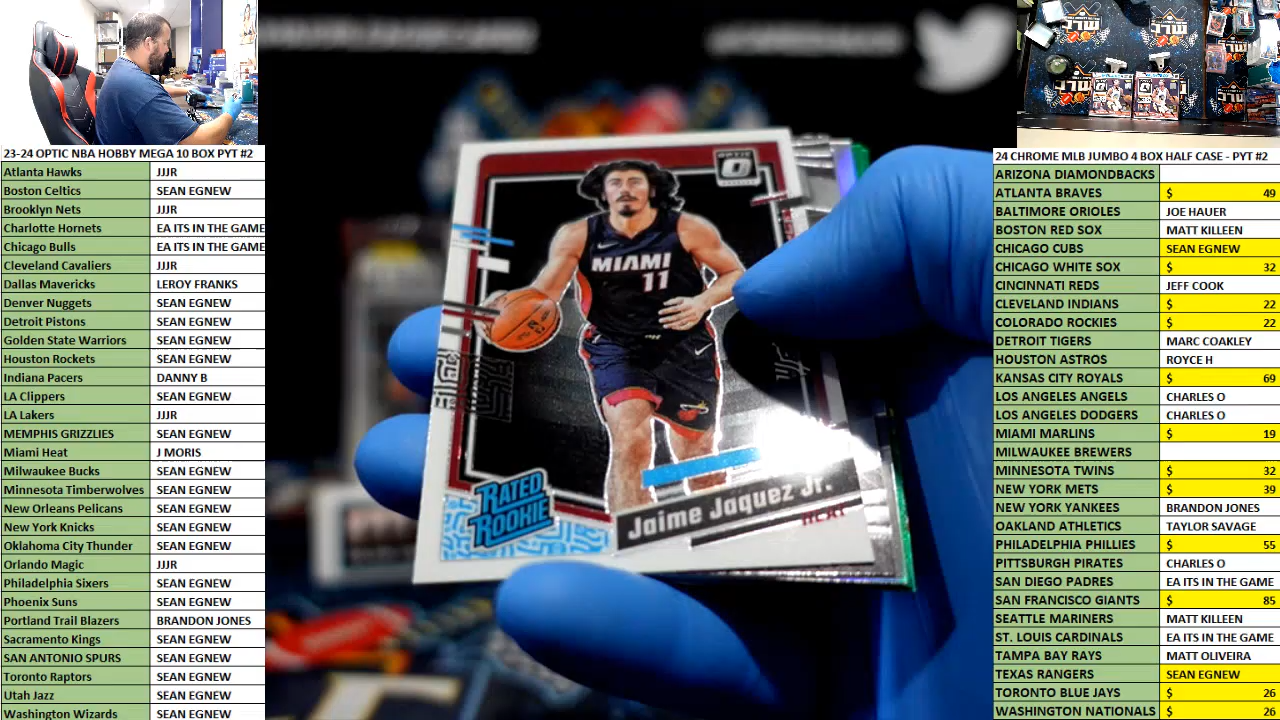 23-24 OPTIC NBA HOBBY MEGA 10 BOX PYT #2
Atlanta Hawks JJJR
Boston Celtics SEAN EGNEW
Brooklyn Nets JJJR
Charlotte Hornets EA ITS IN THE GAME
Chicago Bulls EA ITS IN THE GAME
Cleveland Cavaliers JJJR
Dallas Mavericks LEROY FRANKS
Denver Nuggets SEAN EGNEW
Detroit Pistons SEAN EGNEW
Golden State Warriors SEAN EGNEW
Houston Rockets SEAN EGNEW
Indiana Pacers DANNY B
LA Clippers SEAN EGNEW
LA Lakers JJJR
MEMPHIS GRIZZLIES SEAN EGNEW
Miami Heat J MORIS
Milwaukee Bucks SEAN EGNEW
Minnesota Timberwolves SEAN EGNEW
New Orleans Pelicans SEAN EGNEW
New York Knicks SEAN EGNEW
Oklahoma City Thunder SEAN EGNEW
Orlando Magic JJJR
Philadelphia Sixers SEAN EGNEW
Phoenix Suns SEAN EGNEW
Portland Trail Blazers BRANDON JONES
Sacramento Kings SEAN EGNEW
SAN ANTONIO SPURS SEAN EGNEW
Toronto Raptors SEAN EGNEW
Utah Jazz SEAN EGNEW
Washington Wizards SEAN EGNEW
OPTIC
MIAMI
11
RATED
ROOKIE
Jaime Jaquez Jr.
HEAT
24 CHROME MLB JUMBO 4 BOX HALF CASE - PYT #2
ARIZONA DIAMONDBACKS
ATLANTA BRAVES $ 49
BALTIMORE ORIOLES JOE HAUER
BOSTON RED SOX MATT KILLEEN
CHICAGO CUBS SEAN EGNEW
CHICAGO WHITE SOX $ 32
CINCINNATI REDS JEFF COOK
CLEVELAND INDIANS $ 22
COLORADO ROCKIES $ 22
DETROIT TIGERS MARC COAKLEY
HOUSTON ASTROS ROYCE H
KANSAS CITY ROYALS $ 69
LOS ANGELES ANGELS CHARLES O
LOS ANGELES DODGERS CHARLES O
MIAMI MARLINS $ 19
MILWAUKEE BREWERS
MINNESOTA TWINS $ 32
NEW YORK METS $ 39
NEW YORK YANKEES BRANDON JONES
OAKLAND ATHLETICS TAYLOR SAVAGE
PHILADELPHIA PHILLIES $ 55
PITTSBURGH PIRATES CHARLES O
SAN DIEGO PADRES EA ITS IN THE GAME
SAN FRANCISCO GIANTS $ 85
SEATTLE MARINERS MATT KILLEEN
ST. LOUIS CARDINALS EA ITS IN THE GAME
TAMPA BAY RAYS MATT OLIVEIRA
TEXAS RANGERS SEAN EGNEW
TORONTO BLUE JAYS $ 26
WASHINGTON NATIONALS $ 26